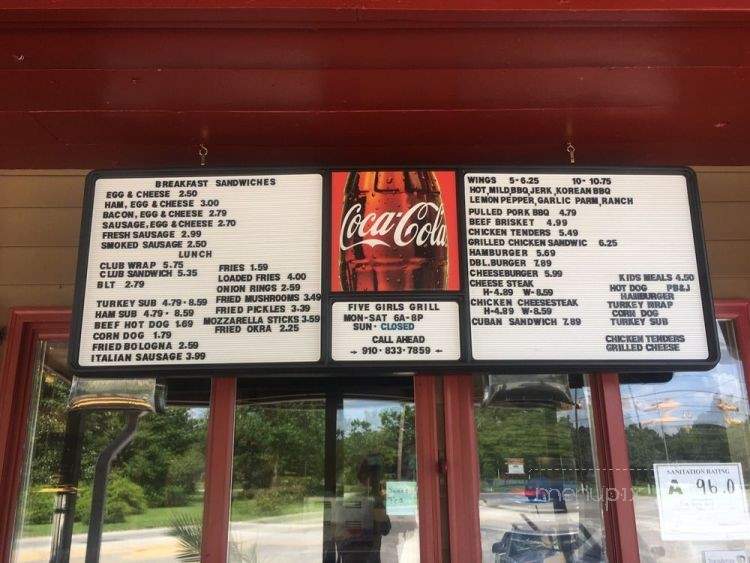 BREAKFAST SANDWICHES
EGG & CHEESE 2.50
HAM, EGG & CHEESE 3.00
BACON, EGG & CHEESE 2.79
SAUSAGE, EGG & CHEESE 2.70
FRESH SAUSAGE 2.99
SMOKED SAUSAGE 2.50
LUNCH
CLUB WRAP 5.75
CLUB SANDWICH 5.35
BLT 2.79
TURKEY SUB 4.79 - 8.59
HAM SUB 4.79 - 8.59
BEEF HOT DOG 1.69
CORN DOG 1.79
FRIED BOLOGNA 2.59
ITALIAN SAUSAGE 3.99
FRIES 1.59
LOADED FRIES 4.00
ONION RINGS 2.59
FRIED MUSHROOMS 3.49
FRIED PICKLES 3.39
MOZZARELLA STICKS 3.59
FRIED OKRA 2.25
Coca-Cola
FIVE GIRLS GRILL
MON-SAT 6A-8P
SUN - CLOSED
CALL AHEAD
→ 910-833-7859 ←
WINGS 5-6.25 10-10.75
HOT,MILD,BBQ,JERK,KOREAN BBQ
LEMON PEPPER,GARLIC PARM,RANCH
PULLED PORK BBQ 4.79
BEEF BRISKET 4.99
CHICKEN TENDERS 5.49
GRILLED CHICKEN SANDWIC 6.25
HAMBURGER 5.69
DBL.BURGER 7.89
CHEESEBURGER 5.99
CHEESE STEAK
H-4.89 W-8.59
CHICKEN CHEESESTEAK
H-4.89 W-8.59
CUBAN SANDWICH 7.89
KIDS MEALS 4.50
HOT DOG PB&J
HAMBURGER
TURKEY WRAP
CORN DOG
TURKEY SUB
CHICKEN TENDERS
GRILLED CHEESE
SANITATION RATING
A 96.0
menupix